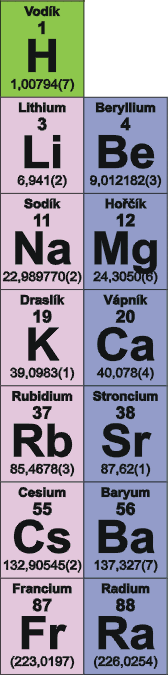 Vodík
1
H
1,00794(7)
Lithium
3
Li
6,941(2)
Beryllium
4
Be
9,012182(3)
Sodík
11
Na
22,989770(2)
Hořčík
12
Mg
24,3050(6)
Draslík
19
K
39,0983(1)
Vápník
20
Ca
40,078(4)
Rubidium
37
Rb
85,4678(3)
Stroncium
38
Sr
87,62(1)
Cesium
55
Cs
132,90545(2)
Baryum
56
Ba
137,327(7)
Francium
87
Fr
(223,0197)
Radium
88
Ra
(226,0254)